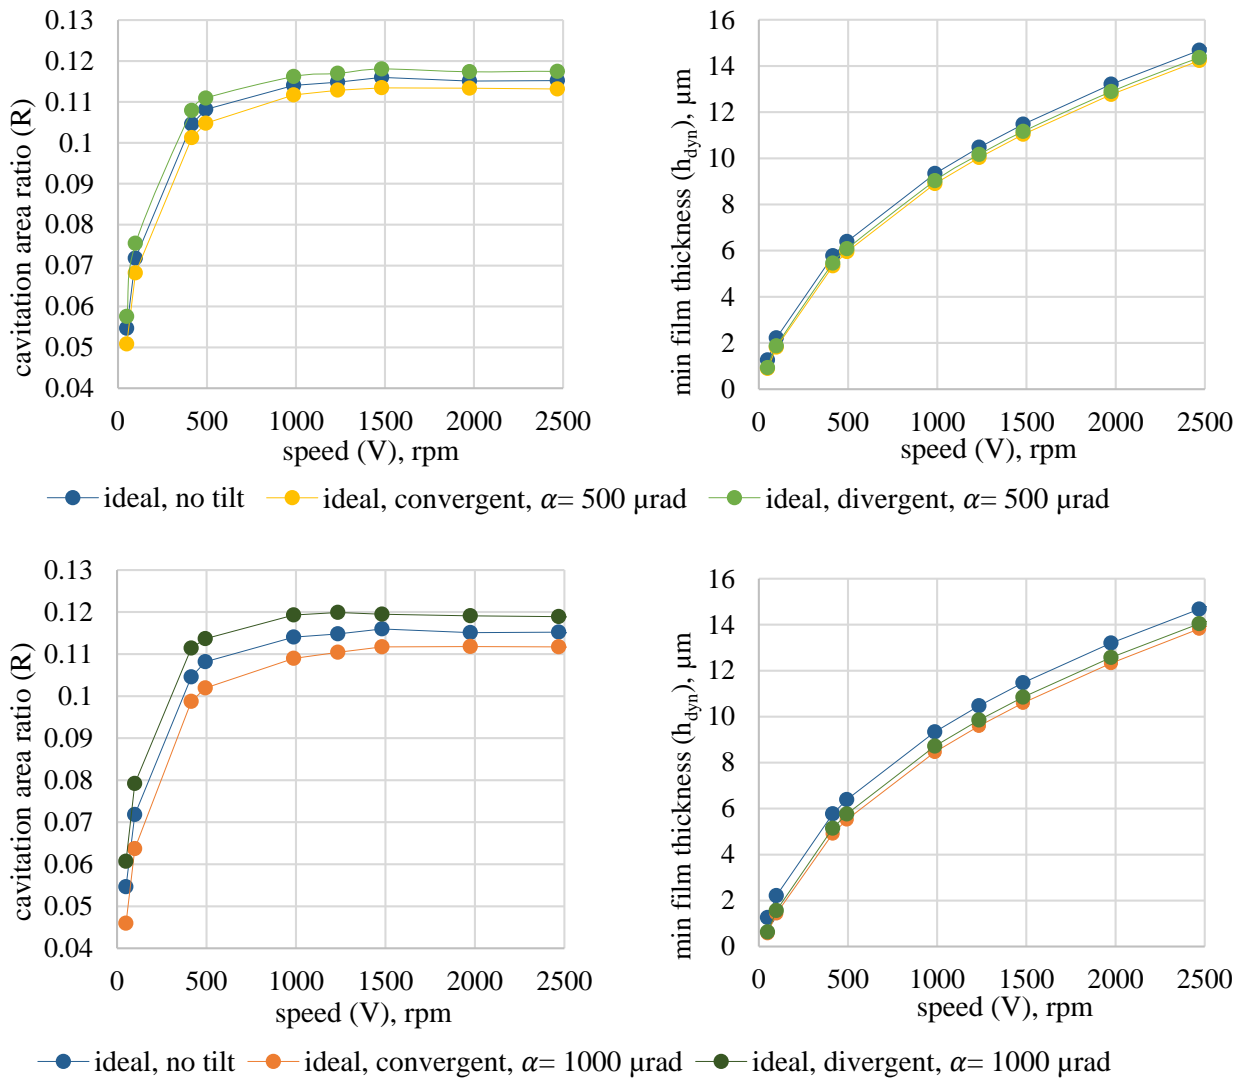 cavitation area ratio (R)
0.13
0.12
0.11
0.1
0.09
0.08
0.07
0.06
0.05
0.04
0 500 1000 1500 2000 2500
speed (V), rpm
min film thickness (h_dyn), μm
16
14
12
10
8
6
4
2
0
0 500 1000 1500 2000 2500
speed (V), rpm
ideal, no tilt
ideal, convergent, α= 500 μrad
ideal, divergent, α= 500 μrad
cavitation area ratio (R)
0.13
0.12
0.11
0.1
0.09
0.08
0.07
0.06
0.05
0.04
0 500 1000 1500 2000 2500
speed (V), rpm
min film thickness (h_dyn), μm
16
14
12
10
8
6
4
2
0
0 500 1000 1500 2000 2500
speed (V), rpm
ideal, no tilt
ideal, convergent, α= 1000 μrad
ideal, divergent, α= 1000 μrad